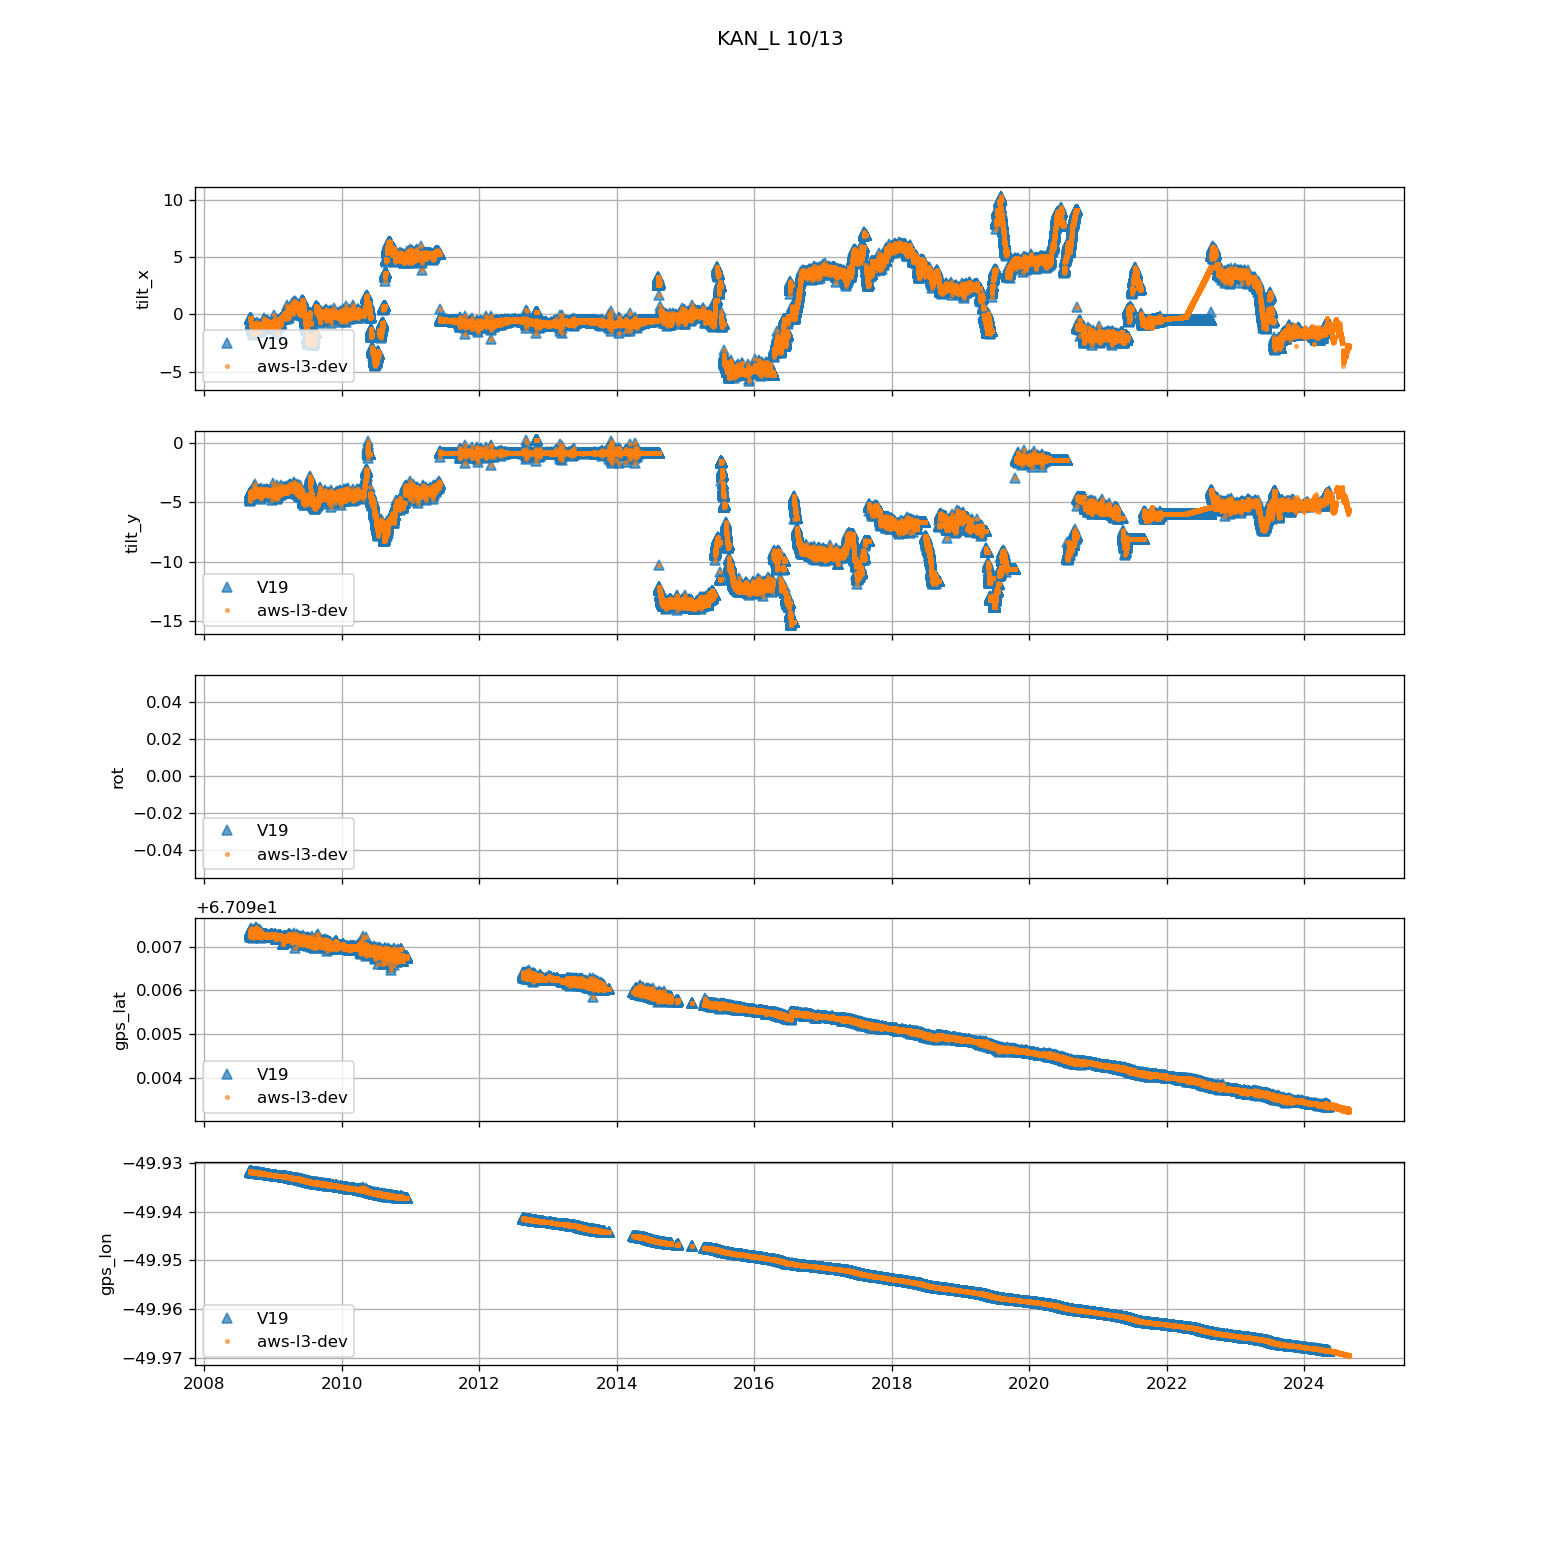 KAN_L 10/13
10
5
0
−5
tilt_x
V19
aws-l3-dev
0
−5
−10
−15
tilt_y
V19
aws-l3-dev
0.04
0.02
0.00
−0.02
−0.04
rot
V19
aws-l3-dev
+6.709e1
0.007
0.006
0.005
0.004
gps_lat
V19
aws-l3-dev
−49.93
−49.94
−49.95
−49.96
−49.97
gps_lon
V19
aws-l3-dev
2008 2010 2012 2014 2016 2018 2020 2022 2024